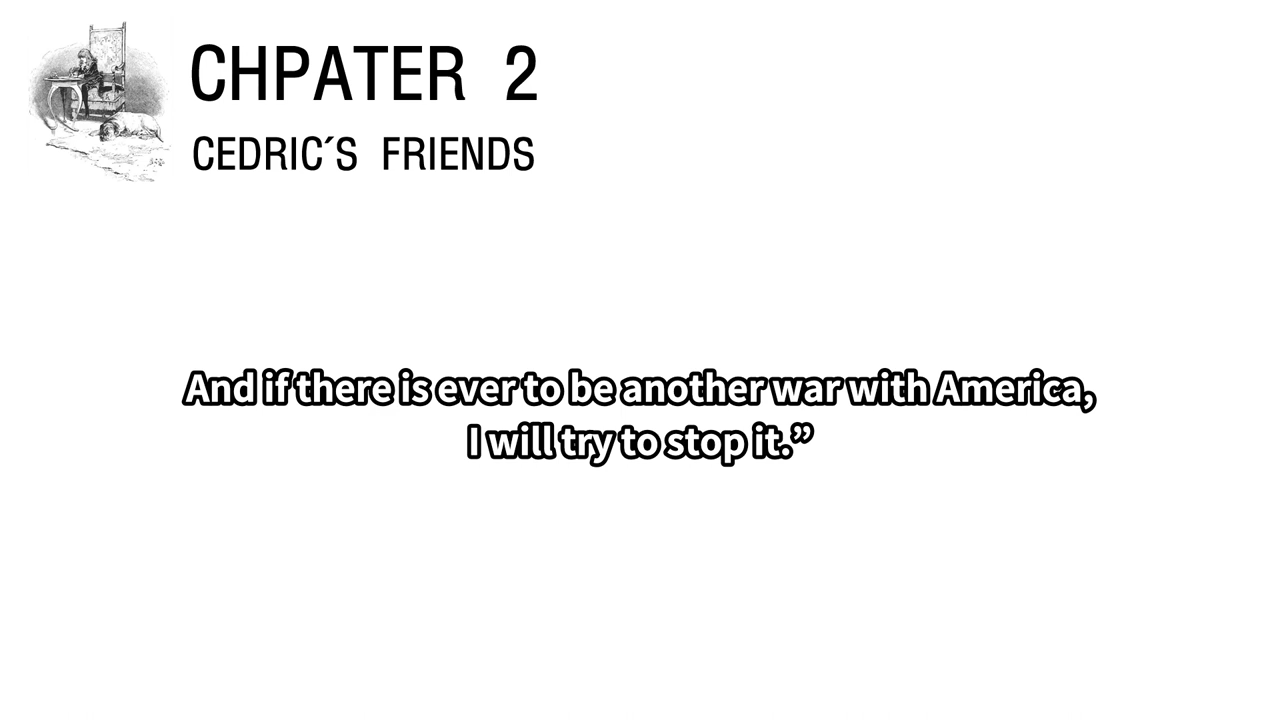 CHPATER 2
CEDRIC´S FRIENDS
And if there is ever to be another war with America,
I will try to stop it.”